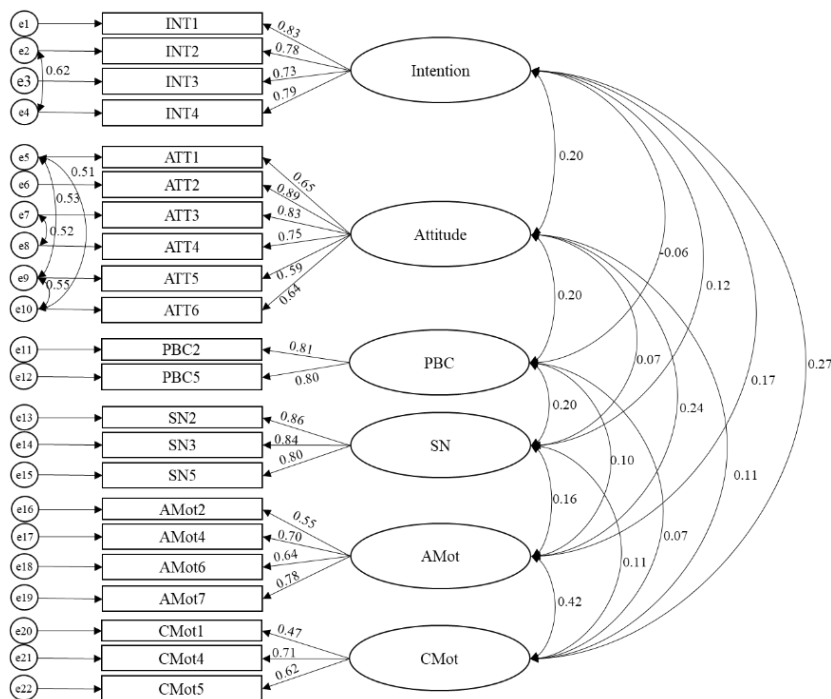 e1 INT1 0.83
e2 INT2 0.78
0.62
e3 INT3 0.73 Intention
e4 INT4 0.79
0.20
e5 ATT1 0.65
0.51
e6 ATT2 0.89
0.53
e7 ATT3 0.83
0.52 Attitude
e8 ATT4 0.75
-0.06
e9 ATT5 0.59
0.55 0.12
e10 ATT6 0.64
0.20
e11 PBC2 0.81
PBC 0.07 0.27
e12 PBC5 0.80
0.17
e13 SN2 0.86
0.20 0.24
e14 SN3 0.84 SN
0.10
e15 SN5 0.80
0.11
0.16
e16 AMot2 0.55
e17 AMot4 0.70
0.07
e18 AMot6 0.64 AMot
0.11
e19 AMot7 0.78
0.42
e20 CMot1 0.47
e21 CMot4 0.71 CMot
e22 CMot5 0.62